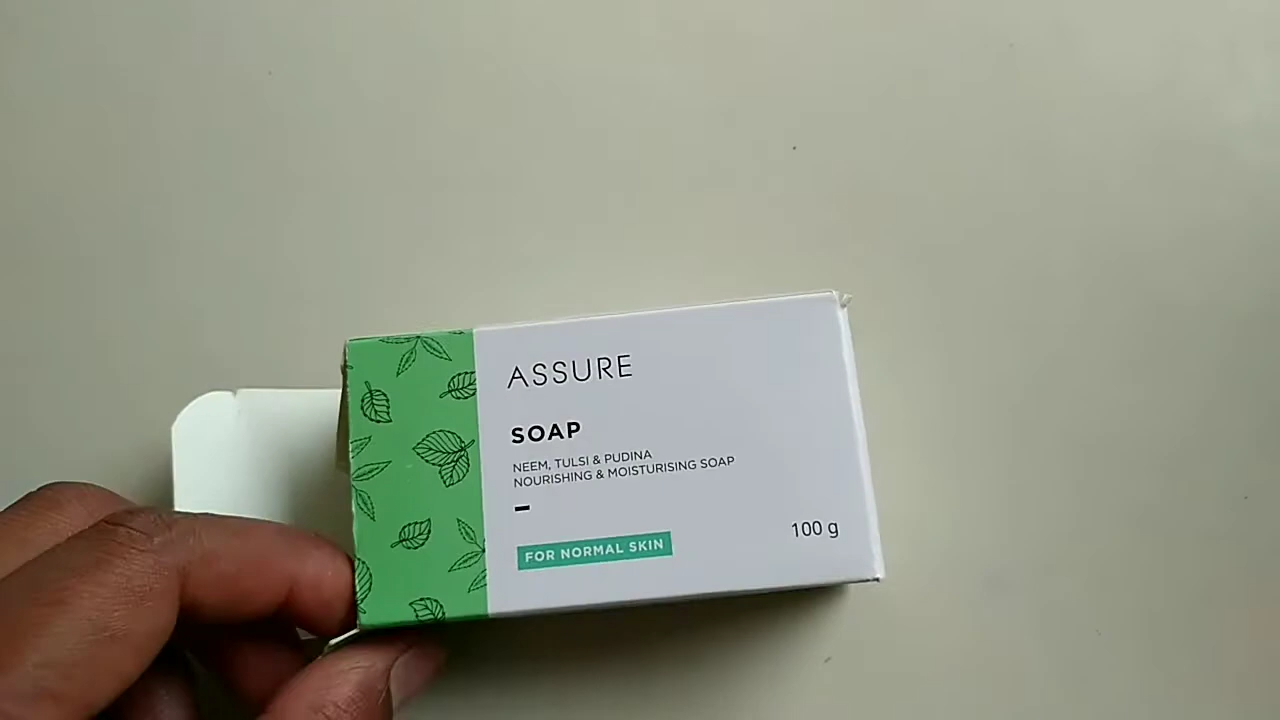 ASSURE
SOAP
NEEM, TULSI & PUDINA
NOURISHING & MOISTURISING SOAP
FOR NORMAL SKIN
100 g